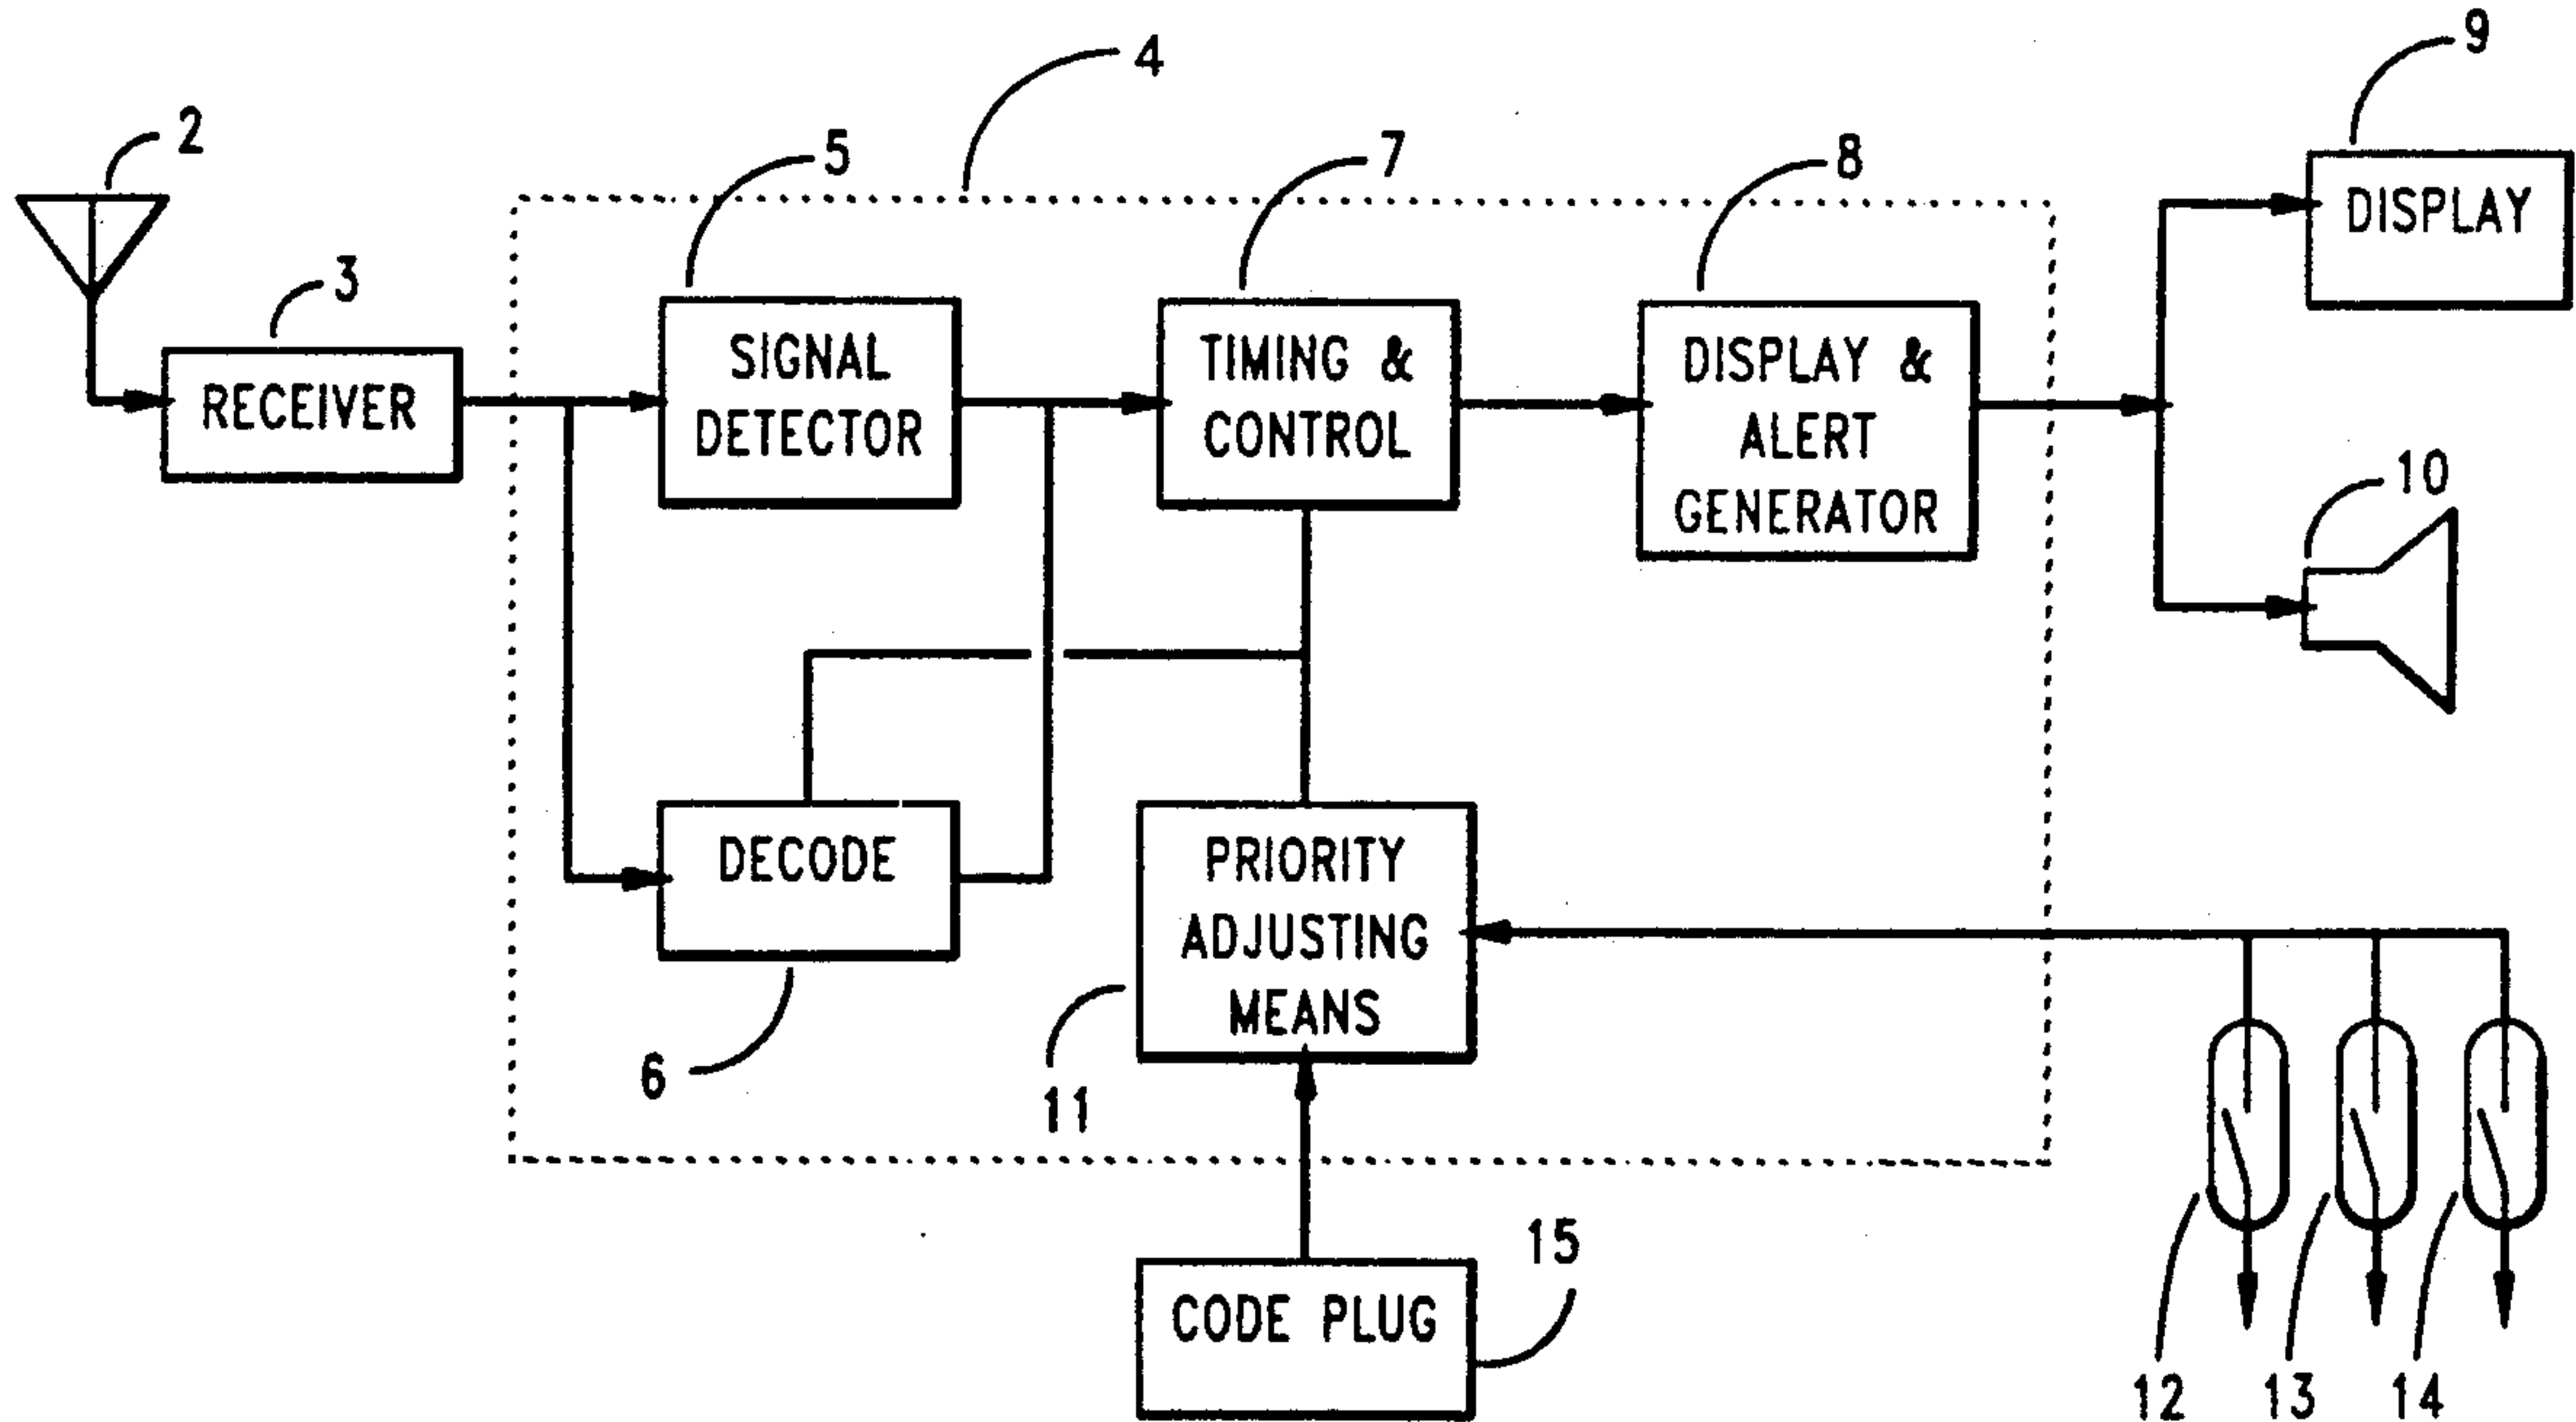 4
9
2
5
7
8
DISPLAY
3
SIGNAL
DETECTOR
TIMING &
CONTROL
DISPLAY &
ALERT
GENERATOR
RECEIVER
10
DECODE
PRIORITY
ADJUSTING
MEANS
6
11
15
CODE PLUG
12
13
14